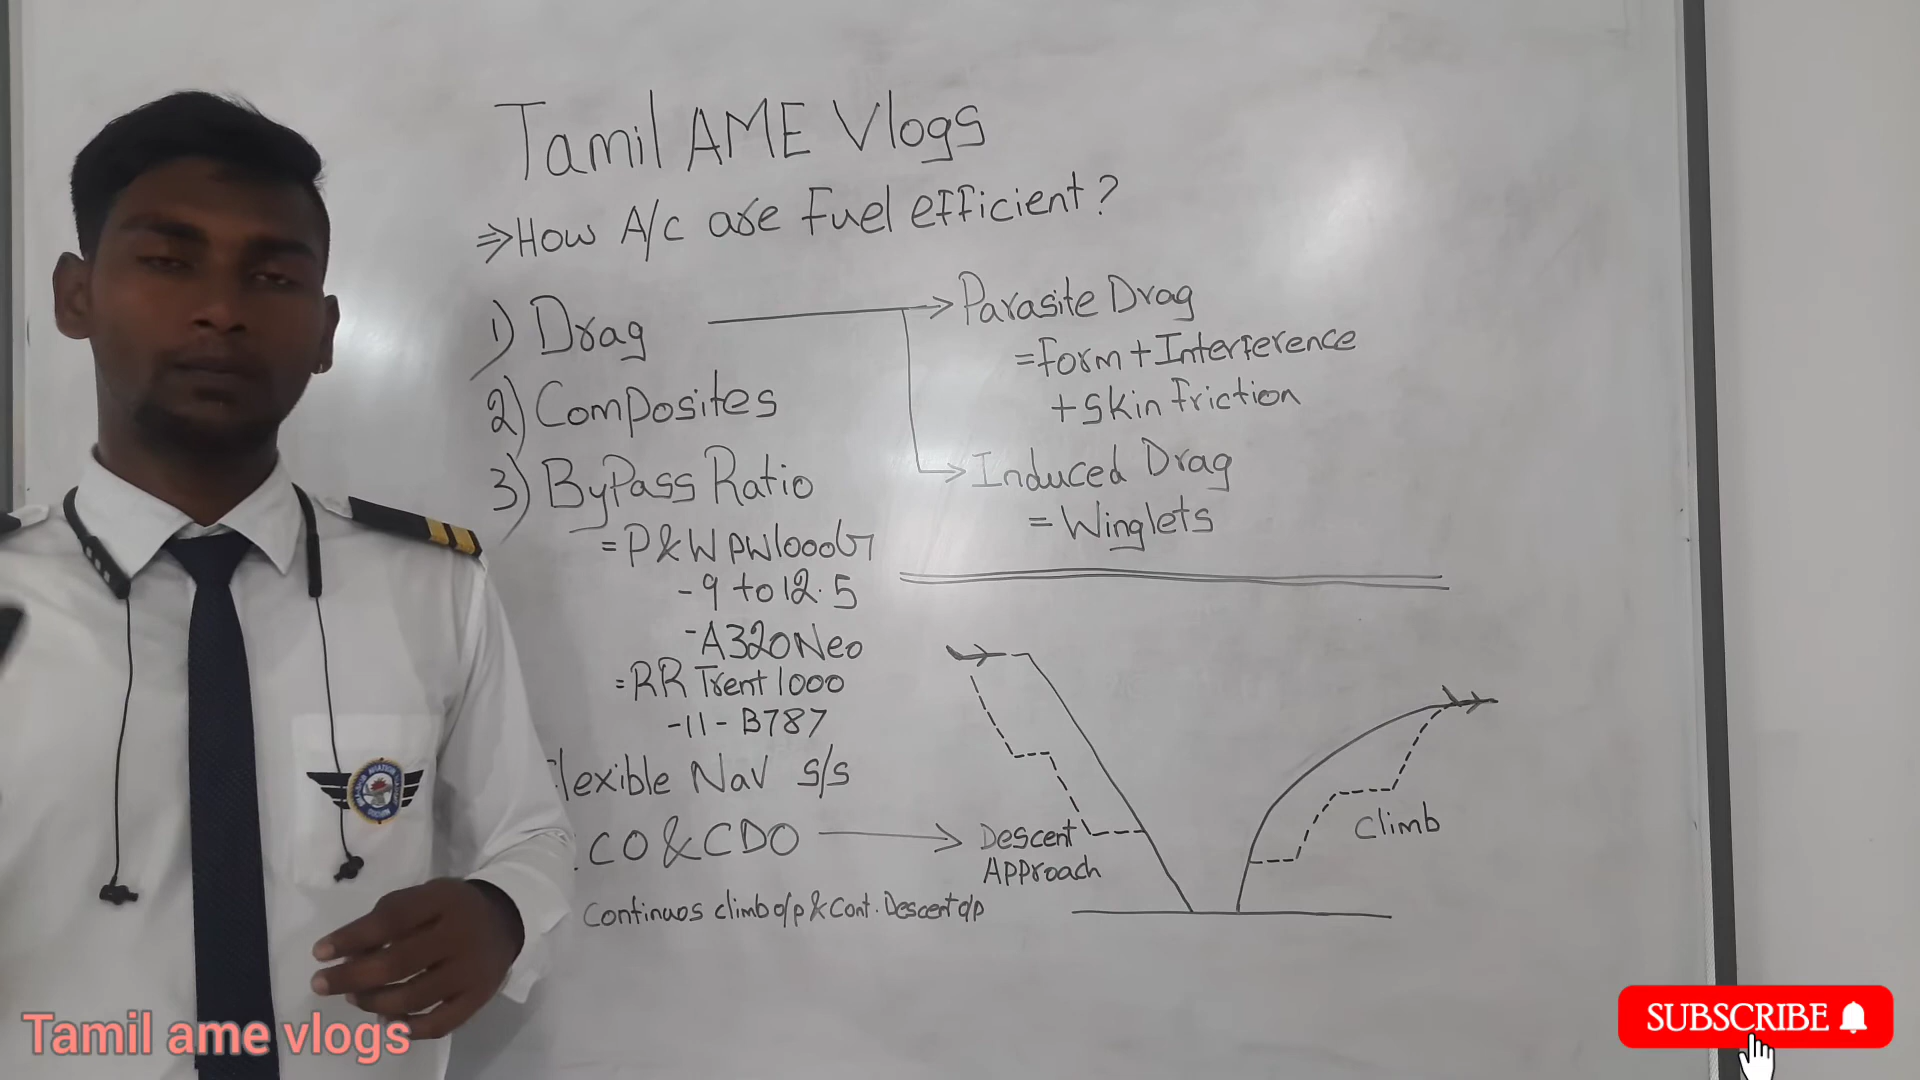 Tamil AME Vlogs
⇒How A/c are Fuel efficient?
1) Drag
→Parasite Drag
=Form + Interference
+ Skin Friction
→Induced Drag
= Winglets
2) Composites
3) Bypass Ratio
= P&W PW1000G
- 9 to 12.5
- A320Neo
= RR Trent 1000
- 11 - B787
lexible Nav S/s
CO & CDO → Descent Approach
Continuos climb o/p & Cont. Descent o/p
Climb
Tamil ame vlogs
SUBSCRIBE